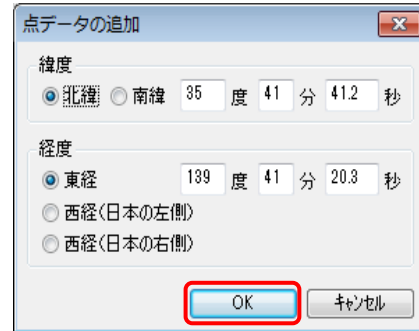 点データの追加
緯度
北緯 南緯 35 度 41 分 41.2 秒
経度
東経 139 度 41 分 20.3 秒
西経(日本の左側)
西経(日本の右側)
OK キャンセル